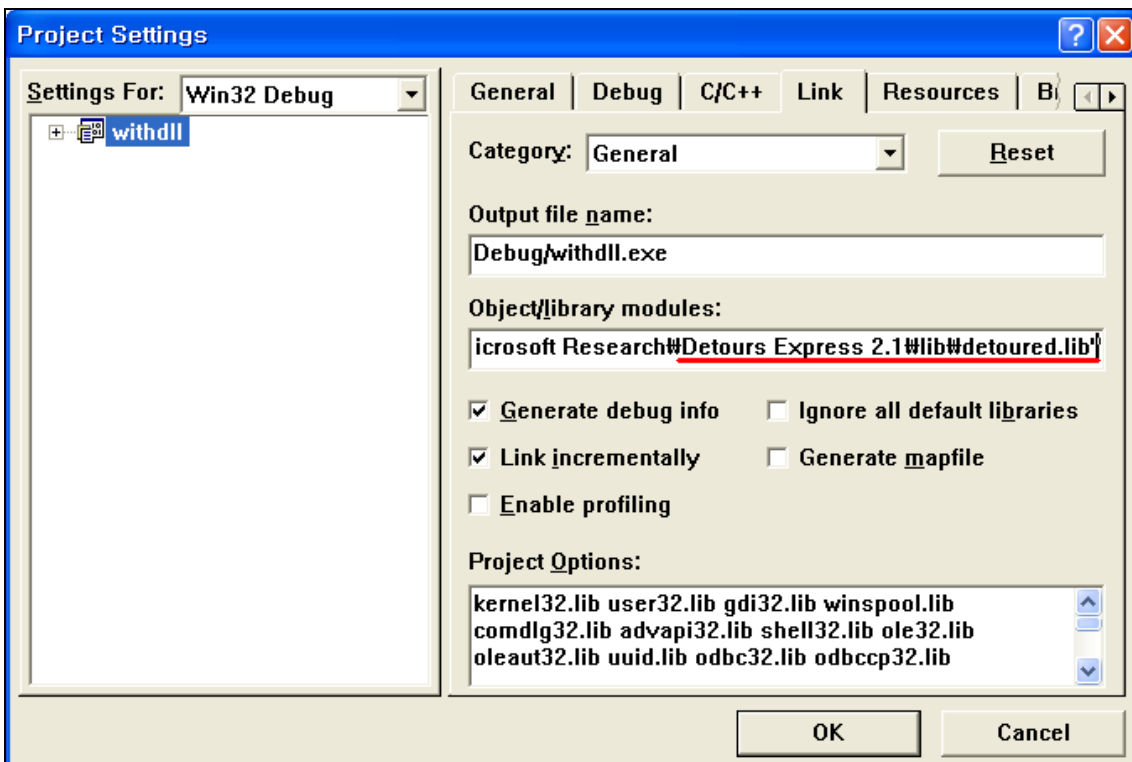 Project Settings
Settings For: Win32 Debug
withdll
General Debug C/C++ Link Resources
Category: General Reset
Output file name:
Debug/withdll.exe
Object/library modules:
icrosoft Research₩Detours Express 2.1₩lib₩detoured.lib"
Generate debug info Ignore all default libraries
Link incrementally Generate mapfile
Enable profiling
Project Options:
kernel32.lib user32.lib gdi32.lib winspool.lib
comdlg32.lib advapi32.lib shell32.lib ole32.lib
oleaut32.lib uuid.lib odbc32.lib odbccp32.lib
OK Cancel